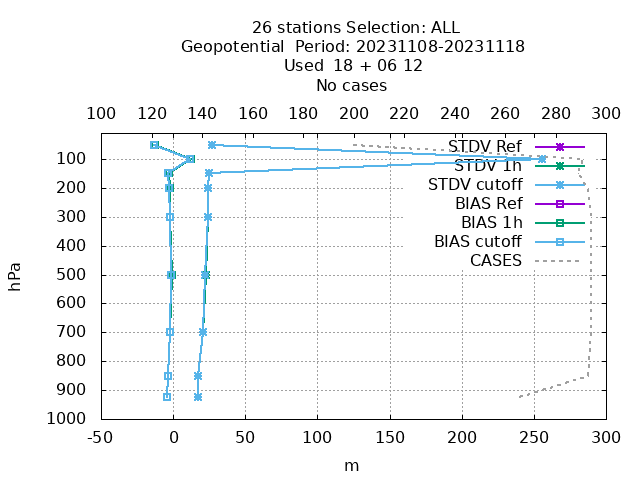 26 stations Selection: ALL
Geopotential  Period: 20231108-20231118
Used  18 + 06 12
No cases
100 120 140 160 180 200 220 240 260 280 300
STDV Ref
STDV 1h
STDV cutoff
BIAS Ref
BIAS 1h
BIAS cutoff
CASES
hPa
100
200
300
400
500
600
700
800
900
1000
-50 0 50 100 150 200 250 300
m